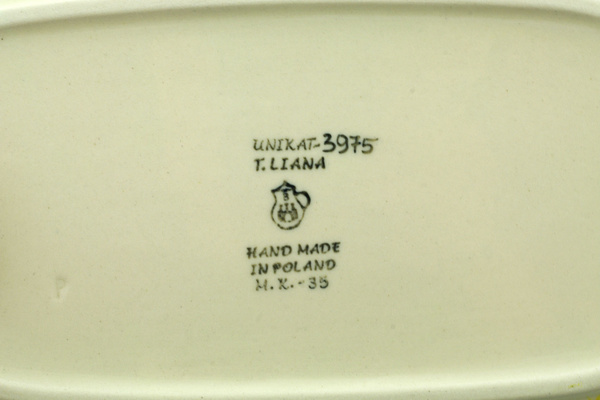 UNIKAT-3975
T. LIANA
B
HAND MADE
IN POLAND
M.K.-35
P